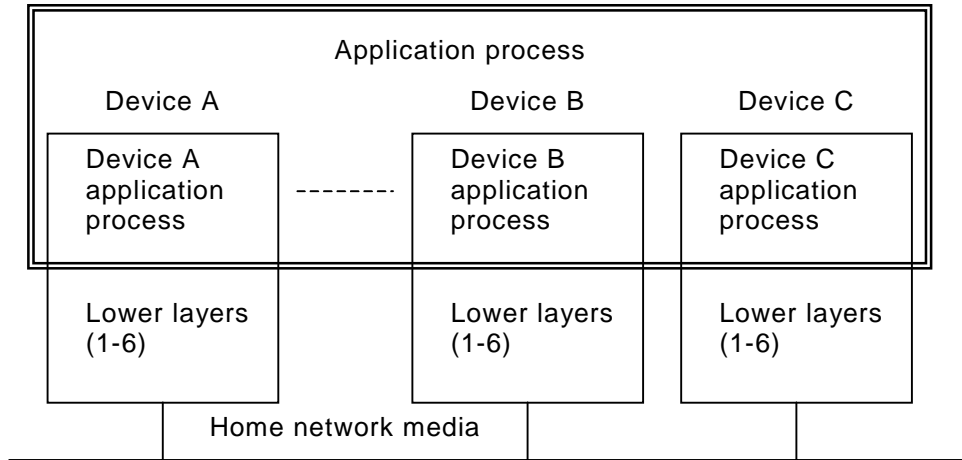 Application process
Device A
Device B
Device C
Device A
application
process
Device B
application
process
Device C
application
process
Lower layers
(1-6)
Lower layers
(1-6)
Lower layers
(1-6)
Home network media